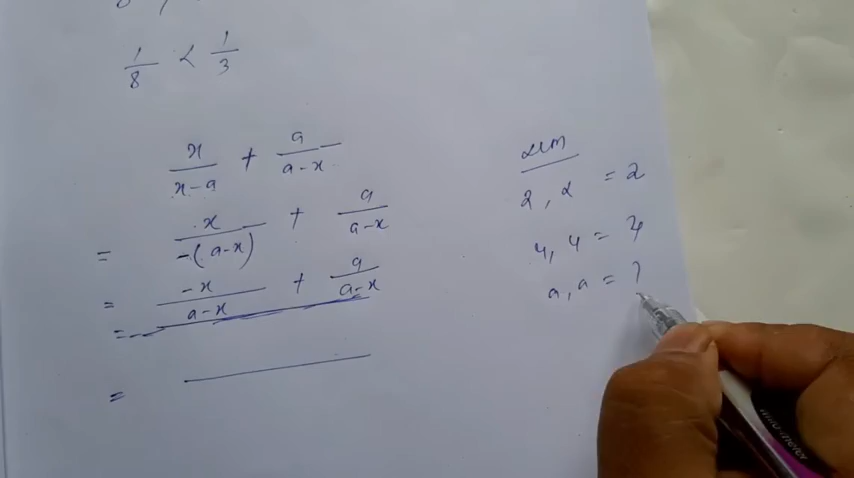 1/8 < 1/3
x/(x-a) + a/(a-x)
= x/-(a-x) + a/(a-x)
= -x/(a-x) + a/(a-x)
=
=
LCM
2, 2 = 2
4, 4 = 4
a, a = ?